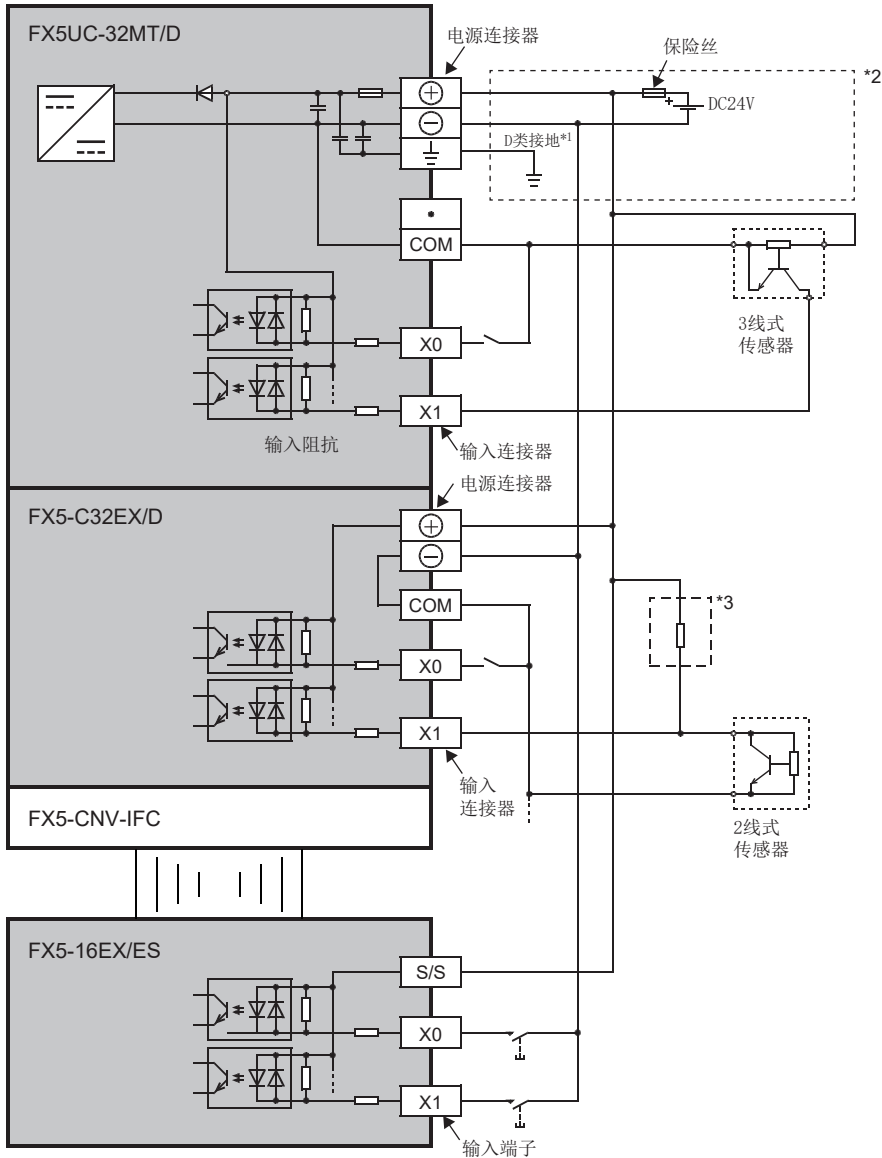 FX5UC-32MT/D
电源连接器
保险丝
*2
+
DC24V
D类接地*1
•
COM
X0
3线式
传感器
X1
输入阻抗
输入连接器
电源连接器
FX5-C32EX/D
COM
*3
X0
X1
输入
连接器
FX5-CNV-IFC
2线式
传感器
FX5-16EX/ES
S/S
X0
X1
输入端子